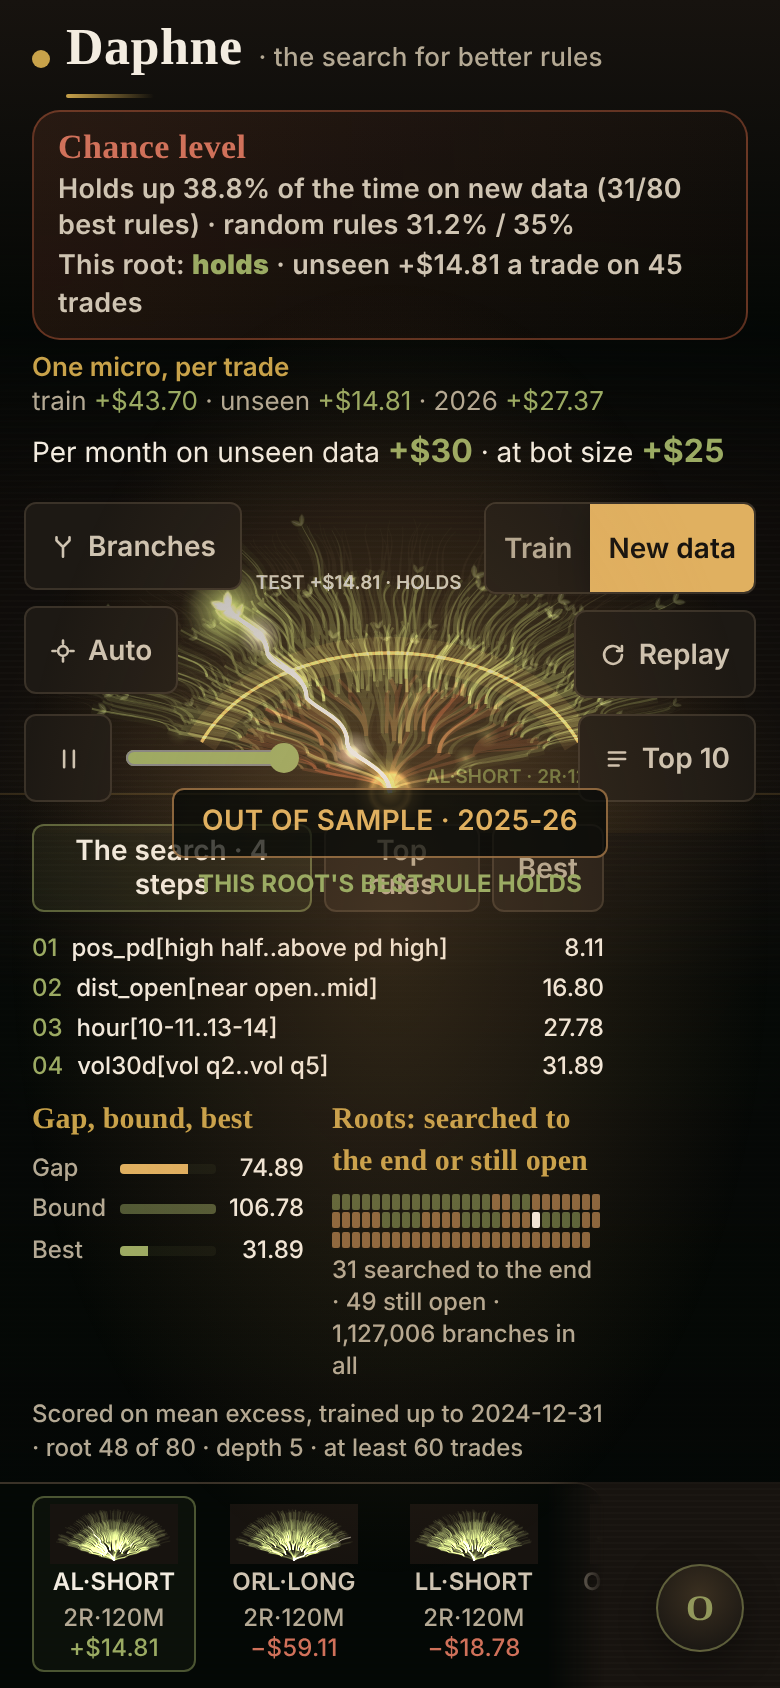 Daphne · the search for better rules
Chance level
Holds up 38.8% of the time on new data (31/80
best rules) · random rules 31.2% / 35%
This root: holds · unseen +$14.81 a trade on 45
trades
One micro, per trade
train +$43.70 · unseen +$14.81 · 2026 +$27.37
Per month on unseen data +$30 · at bot size +$25
Branches
Train
New data
TEST +$14.81 · HOLDS
Auto
Replay
AL·SHORT · 2R·1
Top 10
OUT OF SAMPLE · 2025-26
The search · 4
steps
Top
rules
Best
THIS ROOT'S BEST RULE HOLDS
01 pos_pd[high half..above pd high] 8.11
02 dist_open[near open..mid] 16.80
03 hour[10-11..13-14] 27.78
04 vol30d[vol q2..vol q5] 31.89
Gap, bound, best
Gap 74.89
Bound 106.78
Best 31.89
Roots: searched to
the end or still open
31 searched to the end
· 49 still open ·
1,127,006 branches in
all
Scored on mean excess, trained up to 2024-12-31
· root 48 of 80 · depth 5 · at least 60 trades
AL·SHORT
2R·120M
+$14.81
ORL·LONG
2R·120M
−$59.11
LL·SHORT
2R·120M
−$18.78
O
O